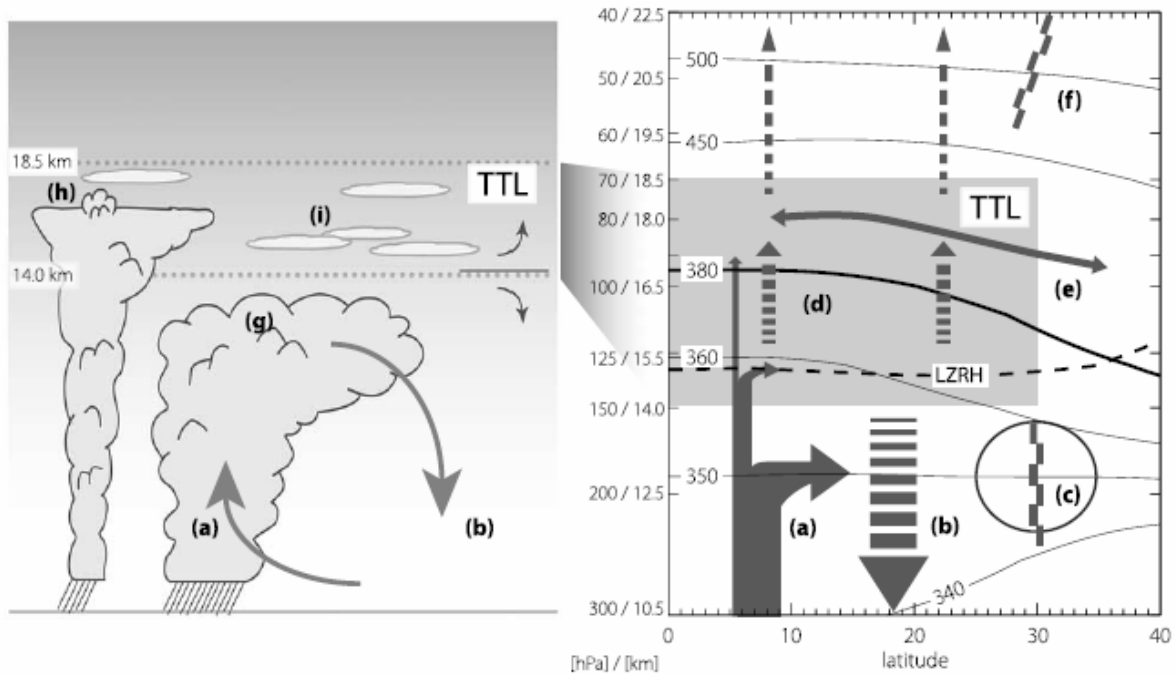 18.5 km
(h)
TTL
(i)
14.0 km
(g)
(a)
(b)
40 / 22.5
500
50 / 20.5
(f)
60 / 19.5
450
70 / 18.5
TTL
80 / 18.0
380
(e)
100 / 16.5
(d)
125 / 15.5
360
LZRH
150 / 14.0
350
200 / 12.5
(c)
(a)
(b)
340
300 / 10.5
0
10
20
30
40
[hPa] / [km]
latitude